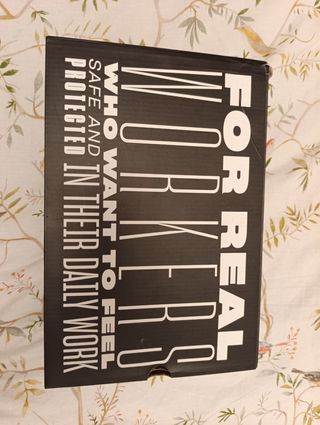 FOR REAL
WORKERS
WHO WANT TO FEEL
SAFE AND
PROTECTED IN THEIR DAILY WORK